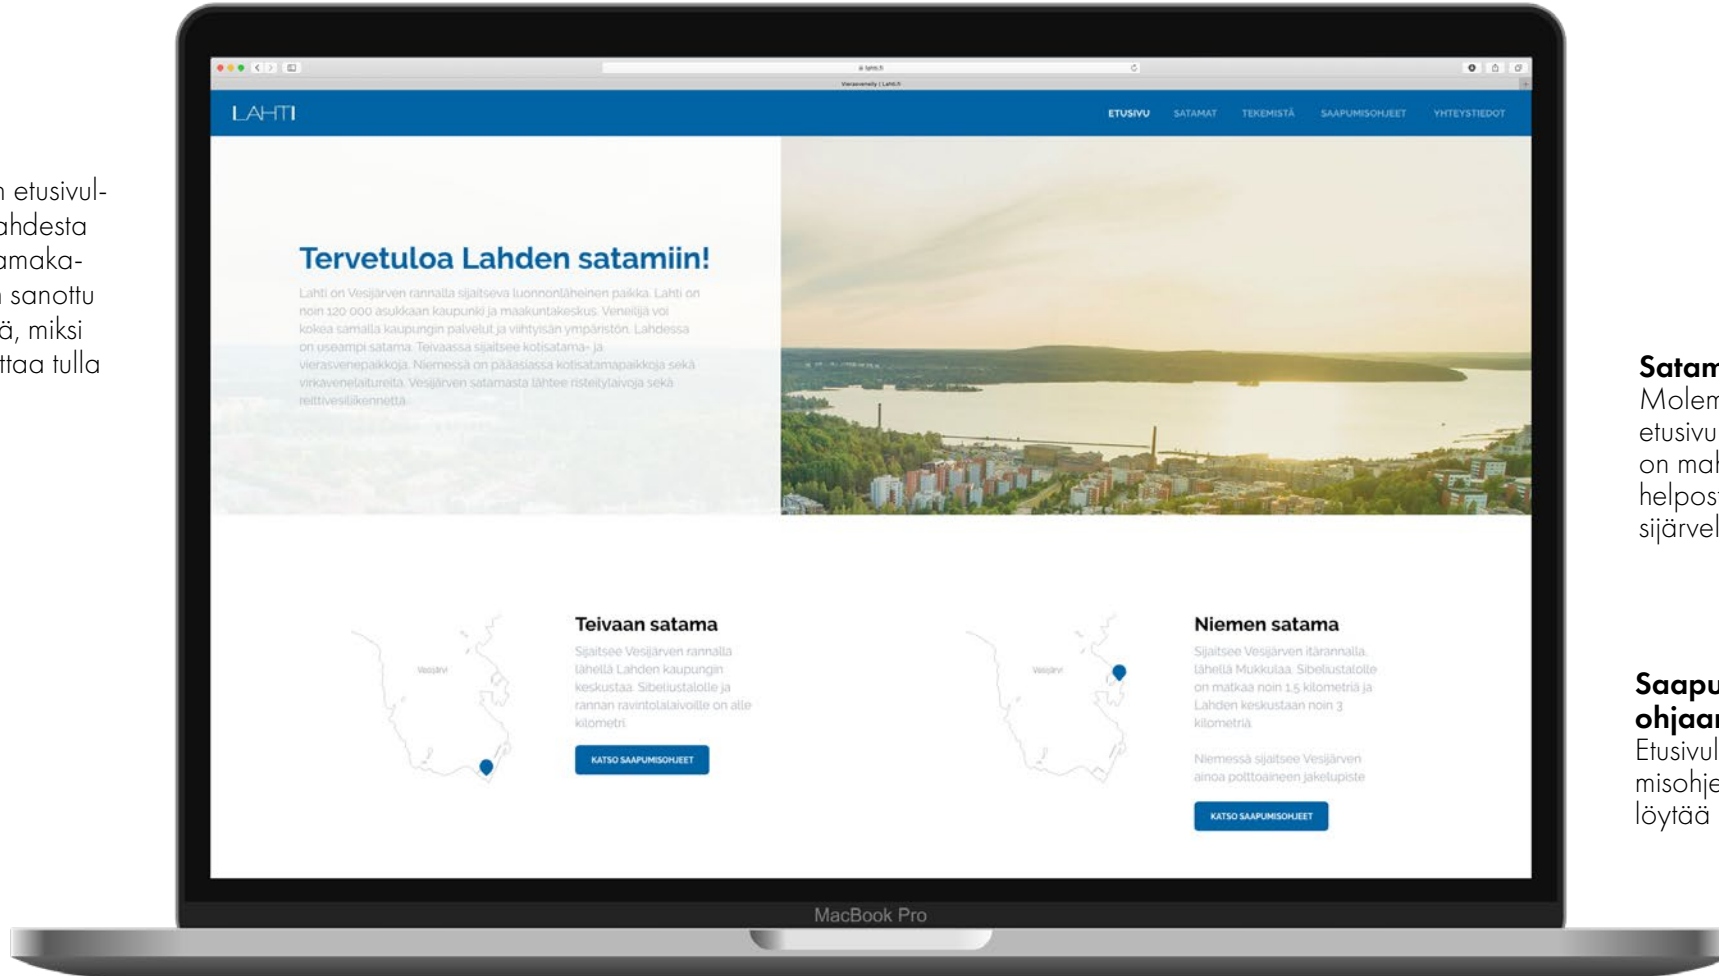 n etusivul-
ahdesta
amaka-
n sanottu
ä, miksi
ttaa tulla
lahti.fi
Vierasveneily | Lahti.fi
LAHTI
ETUSIVU SATAMAT TEKEMISTÄ SAAPUMISOHJEET YHTEYSTIEDOT
Tervetuloa Lahden satamiin!
Lahti on Vesijärven rannalla sijaitseva luonnonläheinen paikka. Lahti on
noin 120 000 asukkaan kaupunki ja maakuntakeskus. Veneilijä voi
kokea samalla kaupungin palvelut ja viihtyisän ympäristön. Lahdessa
on useampi satama. Teivaassa sijaitsee kotisatama- ja
vierasvenepaikkoja. Niemessä on pääasiassa kotisatamapaikkoja sekä
virkavenelaitureita. Vesijärven satamasta lähtee risteilylaivoja sekä
reittivesiliikennettä.
Vesijärvi
Teivaan satama
Sijaitsee Vesijärven rannalla
lähellä Lahden kaupungin
keskustaa. Sibeliustalolle ja
rannan ravintolalaivoille on alle
kilometri.
KATSO SAAPUMISOHJEET
Vesijärvi
Niemen satama
Sijaitsee Vesijärven itärannalla,
lähellä Mukkulaa. Sibeliustalolle
on matkaa noin 1,5 kilometriä ja
Lahden keskustaan noin 3
kilometriä.
Niemessä sijaitsee Vesijärven
ainoa polttoaineen jakelupiste
KATSO SAAPUMISOHJEET
MacBook Pro
Satam
Molem
etusivu
on mah
helpost
sijärvel
Saapu
ohjaan
Etusivul
misohje
löytää